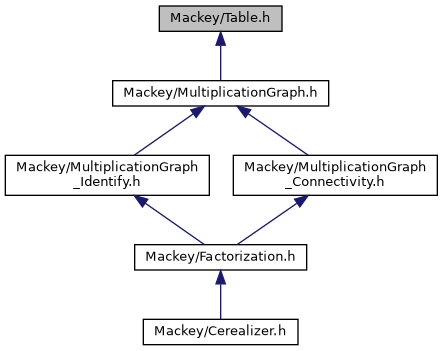 Mackey/Table.h
Mackey/MultiplicationGraph.h
Mackey/MultiplicationGraph
_Identify.h
Mackey/MultiplicationGraph
_Connectivity.h
Mackey/Factorization.h
Mackey/Cerealizer.h